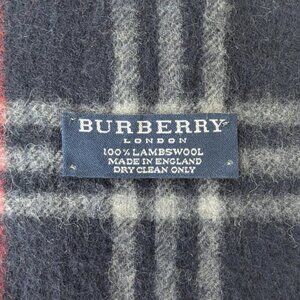 BURBERRY
LONDON
100% LAMBSWOOL
MADE IN ENGLAND
DRY CLEAN ONLY